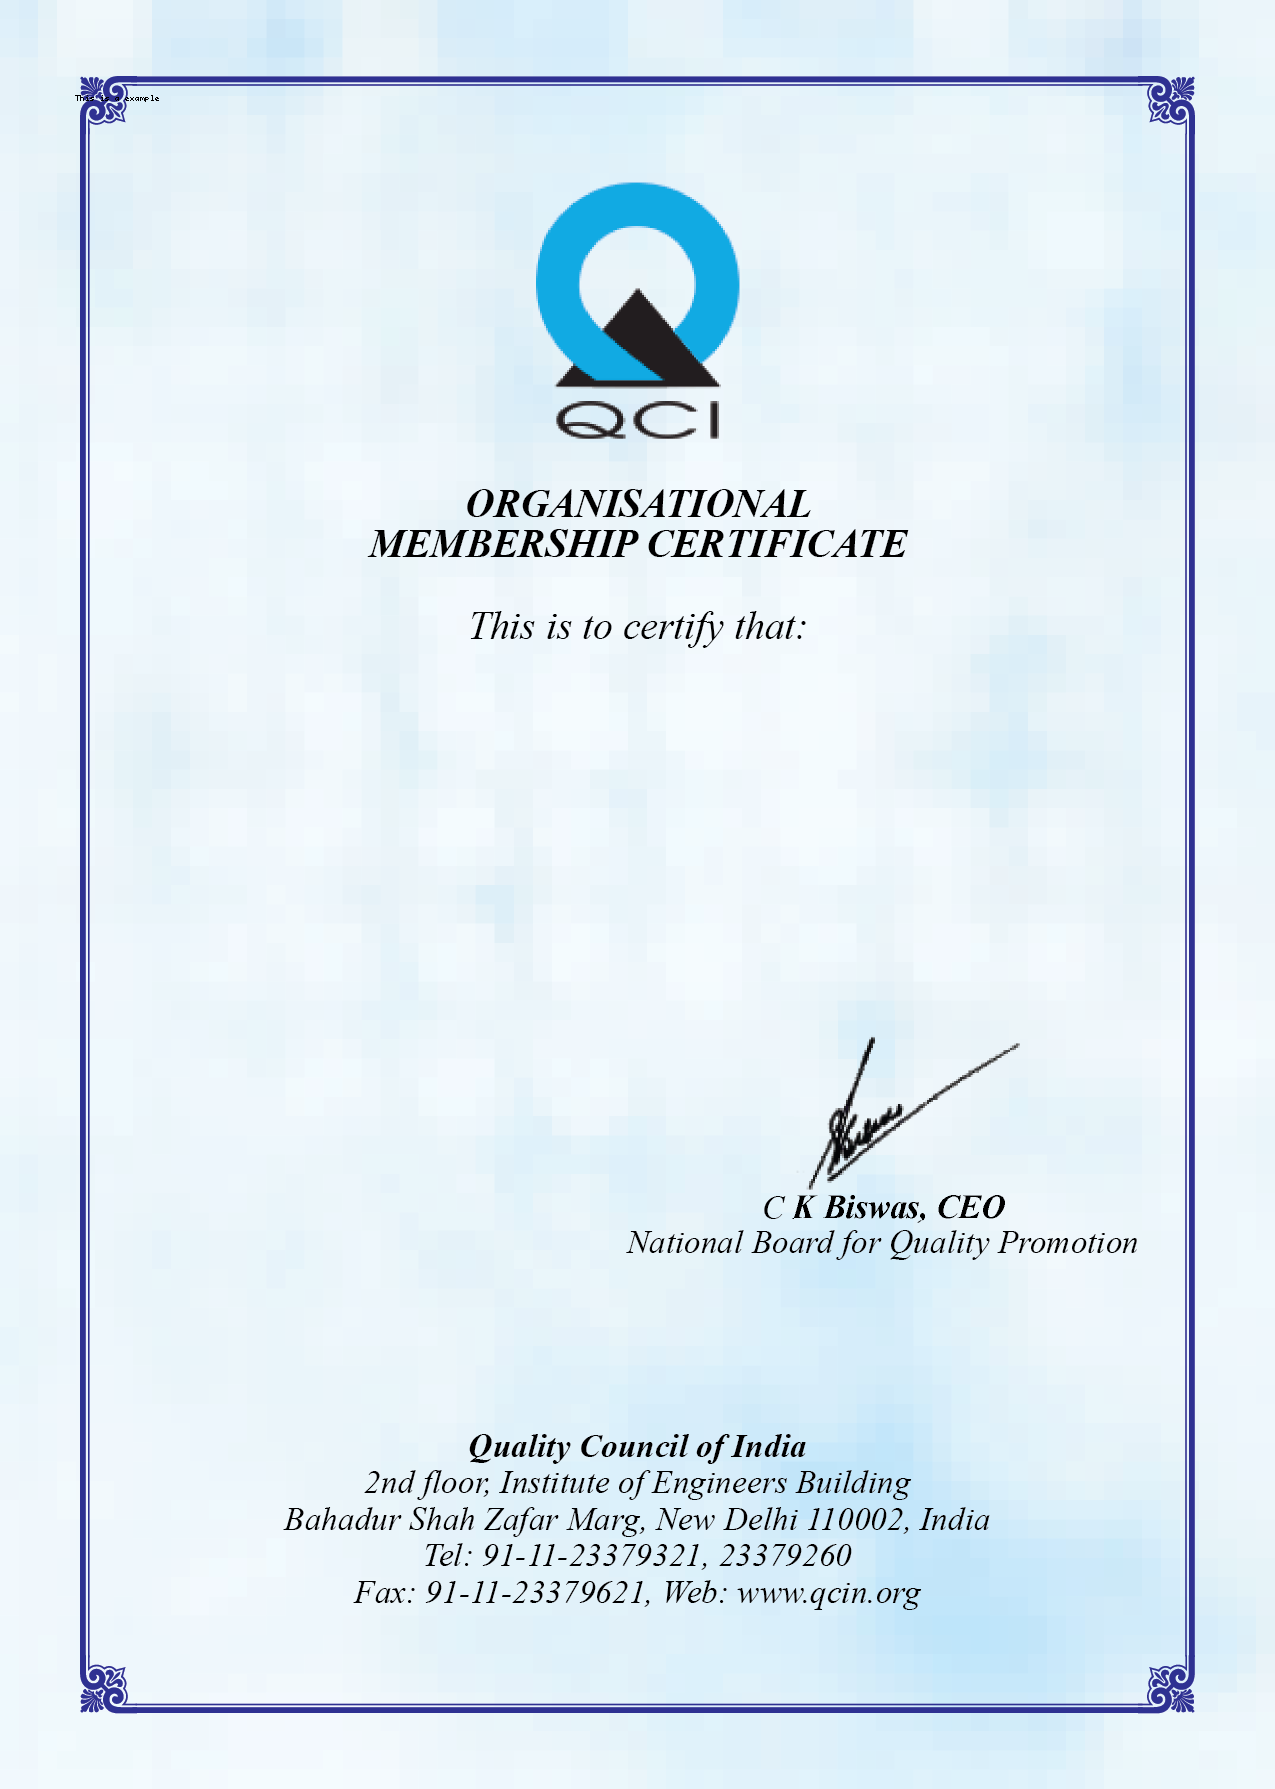 This is a example
QCI
ORGANISATIONAL
MEMBERSHIP CERTIFICATE
This is to certify that:
C K Biswas, CEO
National Board for Quality Promotion
Quality Council of India
2nd floor, Institute of Engineers Building
Bahadur Shah Zafar Marg, New Delhi 110002, India
Tel: 91-11-23379321, 23379260
Fax: 91-11-23379621, Web: www.qcin.org